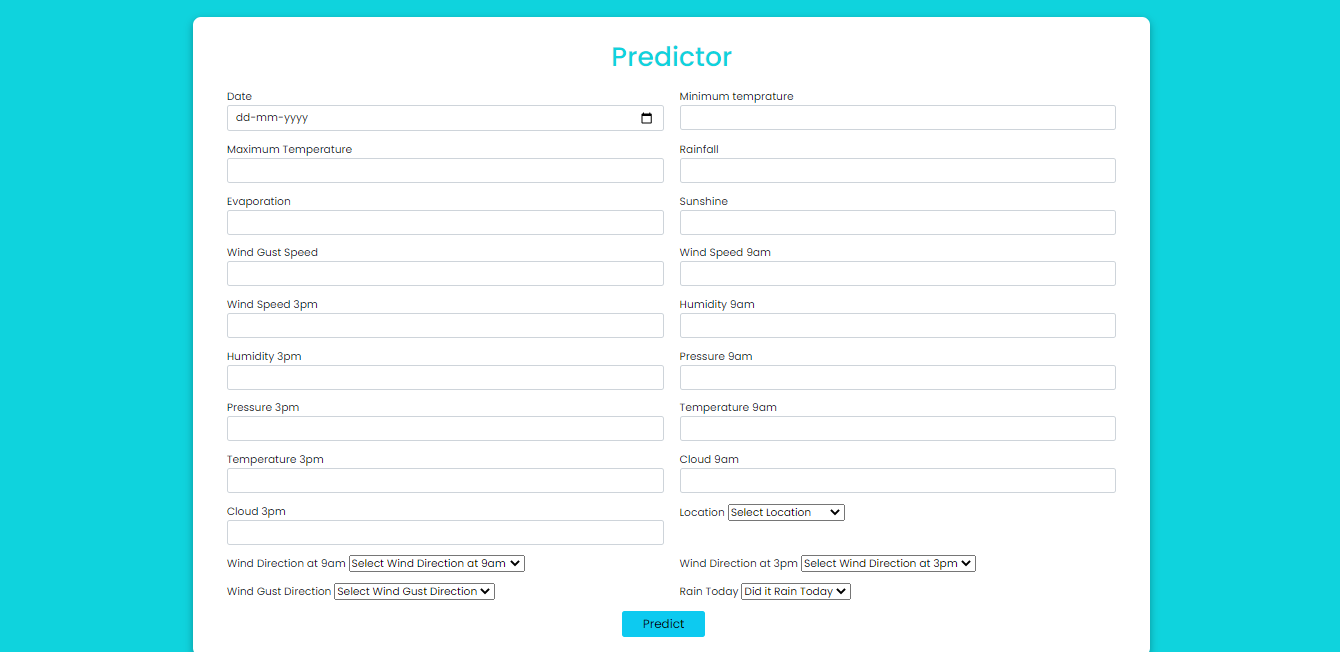 Predictor
Date
Minimum temprature
dd-mm-yyyy
Maximum Temperature
Rainfall
Evaporation
Sunshine
Wind Gust Speed
Wind Speed 9am
Wind Speed 3pm
Humidity 9am
Humidity 3pm
Pressure 9am
Pressure 3pm
Temperature 9am
Temperature 3pm
Cloud 9am
Cloud 3pm
Location Select Location
Wind Direction at 9am Select Wind Direction at 9am
Wind Direction at 3pm Select Wind Direction at 3pm
Wind Gust Direction Select Wind Gust Direction
Rain Today Did it Rain Today
Predict